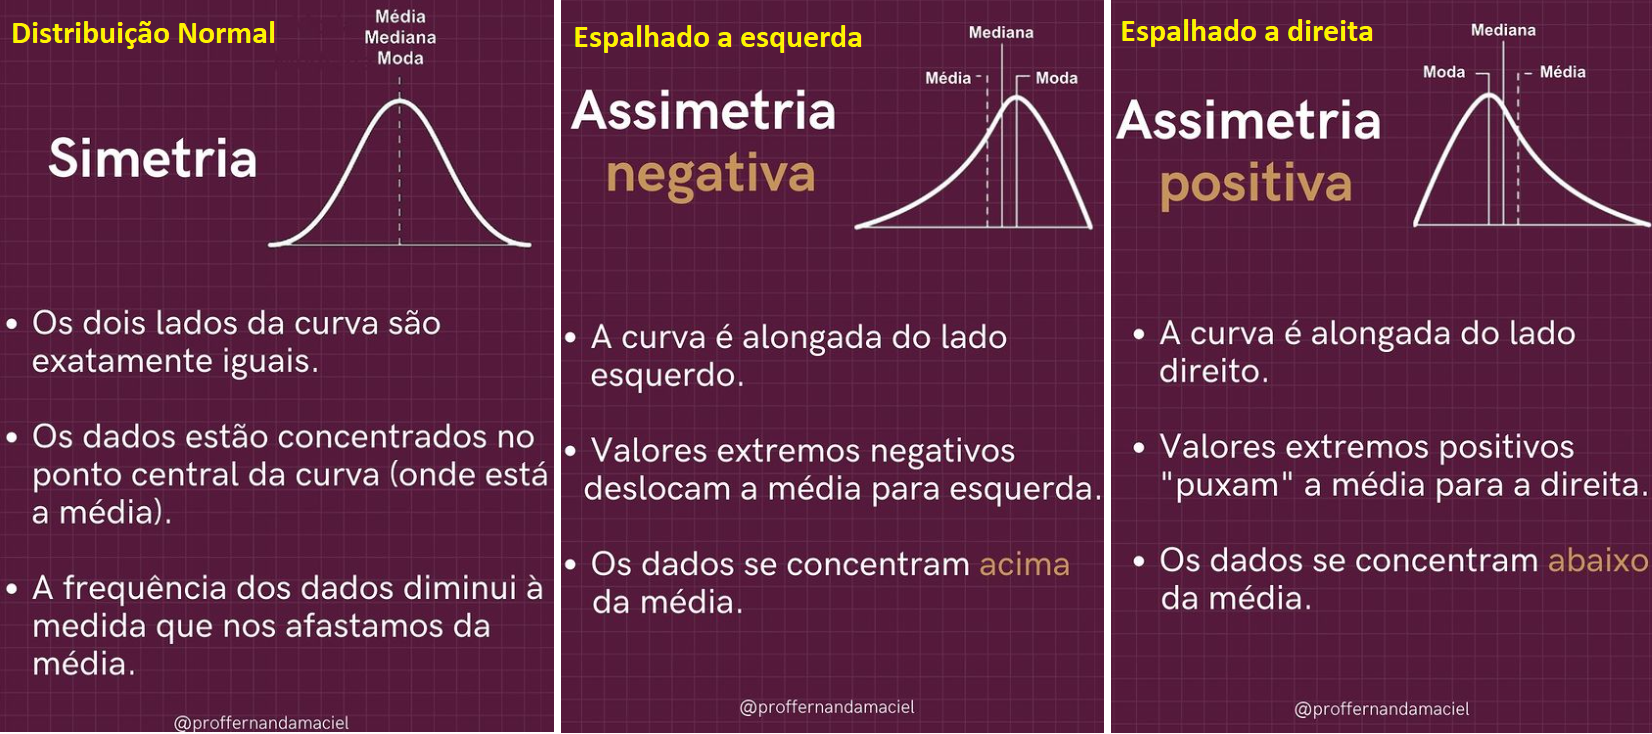 Distribuição Normal
Média
Mediana
Moda
Simetria
• Os dois lados da curva são
exatamente iguais.
• Os dados estão concentrados no
ponto central da curva (onde está
a média).
• A frequência dos dados diminui à
medida que nos afastamos da
média.
@proffernandamaciel
Espalhado a esquerda
Mediana
Média
Moda
Assimetria
negativa
• A curva é alongada do lado
esquerdo.
• Valores extremos negativos
deslocam a média para esquerda.
• Os dados se concentram acima
da média.
@proffernandamaciel
Espalhado a direita
Mediana
Moda
Média
Assimetria
positiva
• A curva é alongada do lado
direito.
• Valores extremos positivos
"puxam" a média para a direita.
• Os dados se concentram abaixo
da média.
@proffernandamaciel